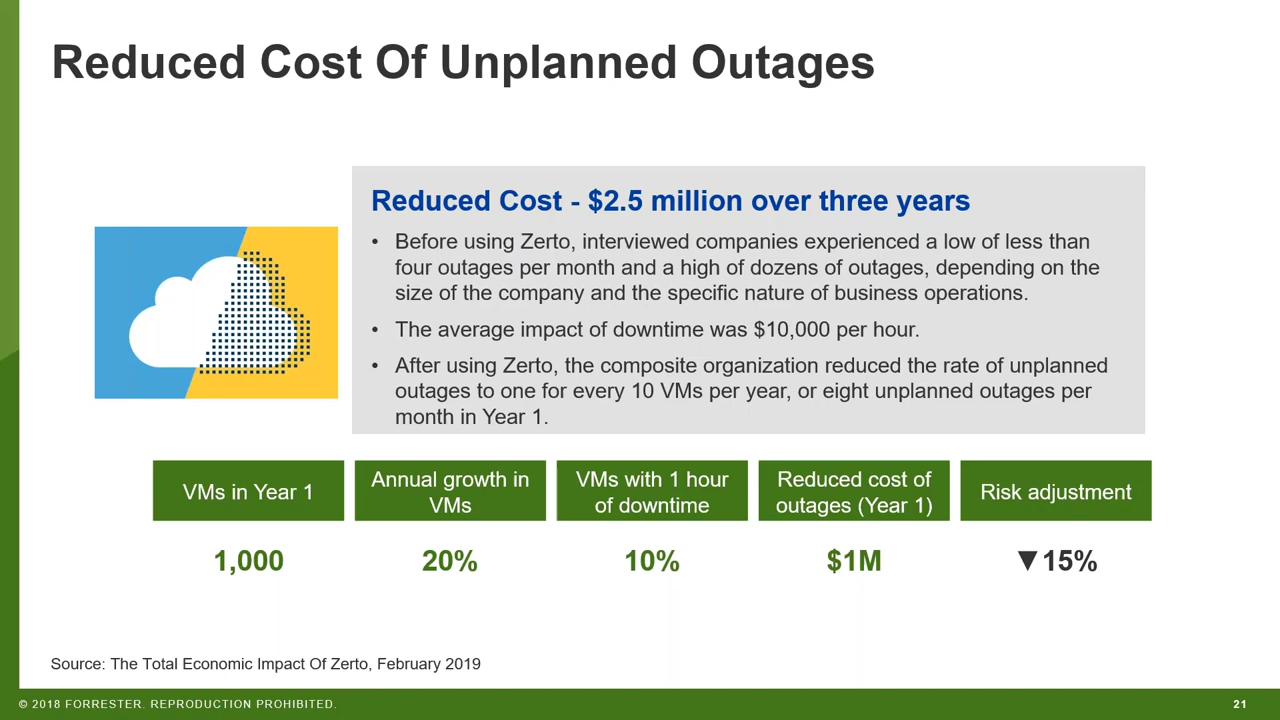 Reduced Cost Of Unplanned Outages
Reduced Cost - $2.5 million over three years
• Before using Zerto, interviewed companies experienced a low of less than
four outages per month and a high of dozens of outages, depending on the
size of the company and the specific nature of business operations.
• The average impact of downtime was $10,000 per hour.
• After using Zerto, the composite organization reduced the rate of unplanned
outages to one for every 10 VMs per year, or eight unplanned outages per
month in Year 1.
VMs in Year 1
1,000
Annual growth in
VMs
20%
VMs with 1 hour
of downtime
10%
Reduced cost of
outages (Year 1)
$1M
Risk adjustment
▼15%
Source: The Total Economic Impact Of Zerto, February 2019
© 2018 FORRESTER. REPRODUCTION PROHIBITED.
21